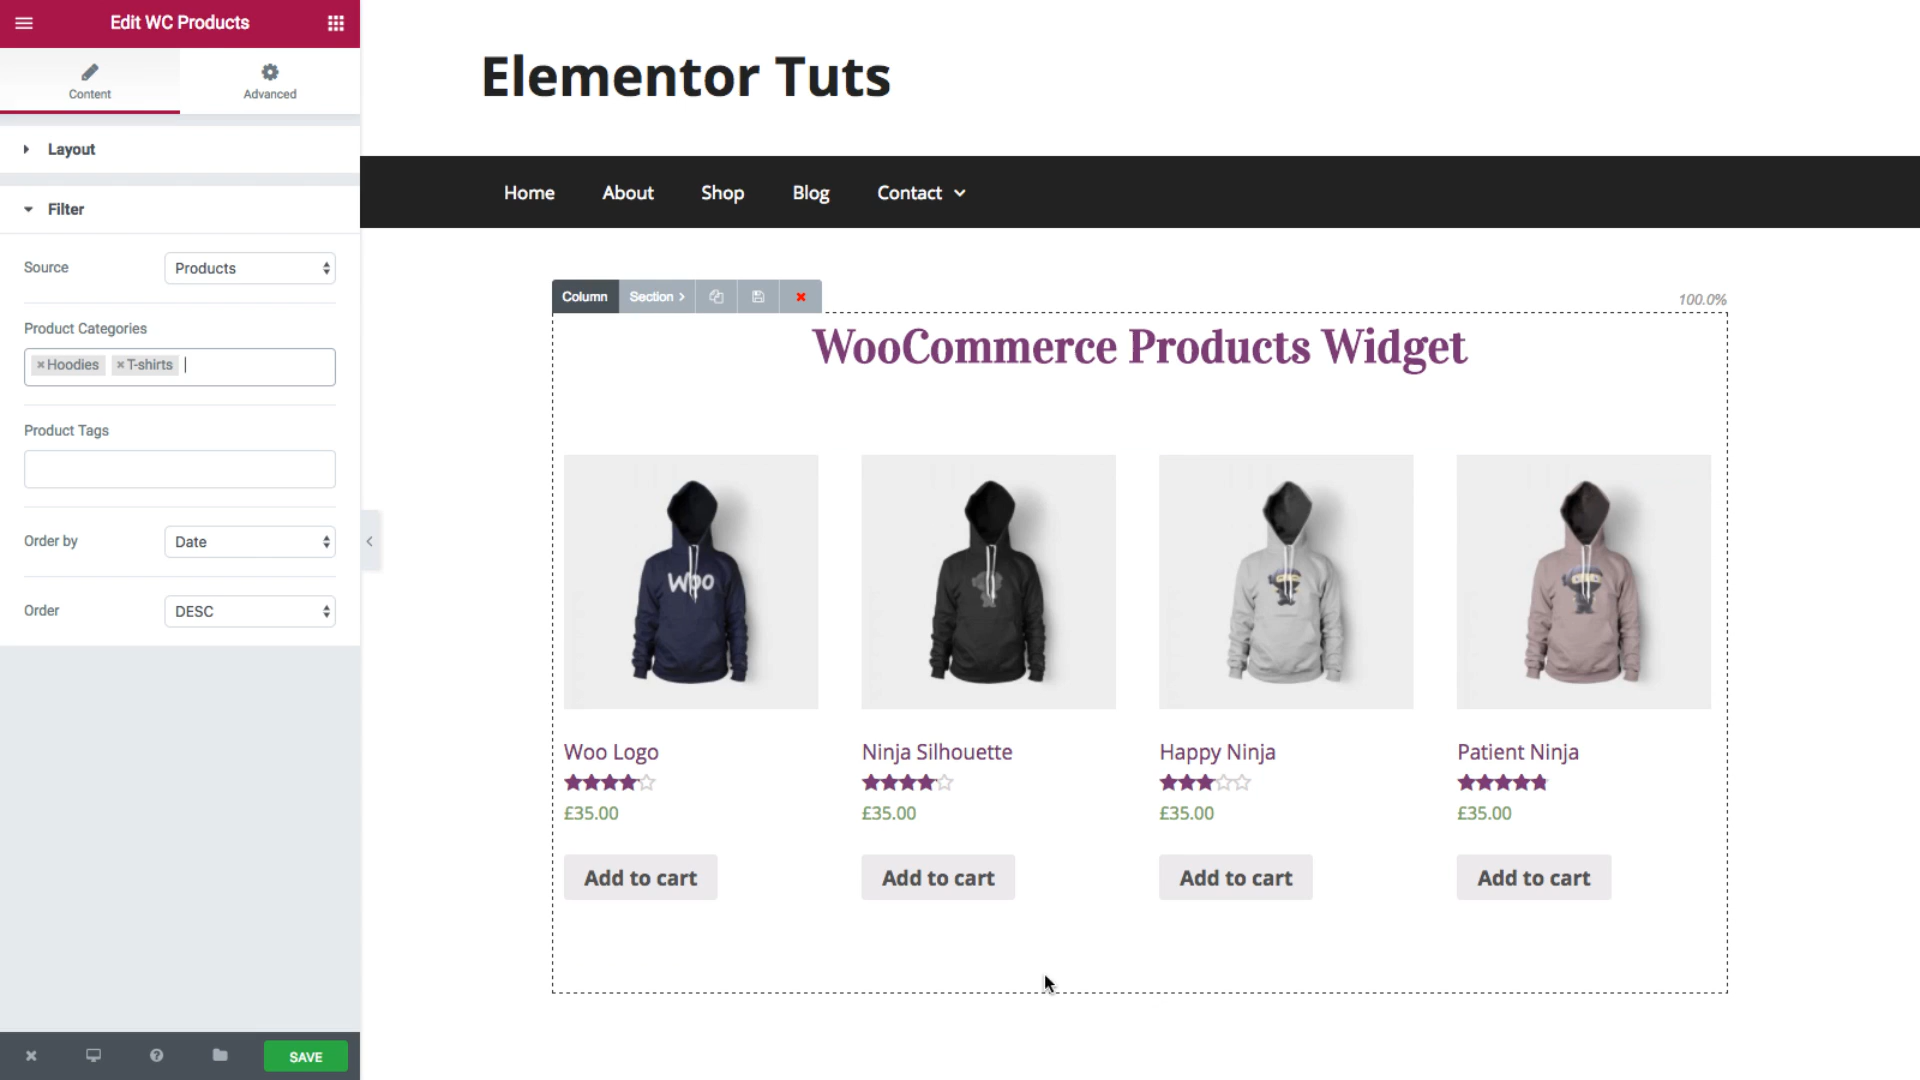 Edit WC Products
Content
Advanced
Layout
Filter
Source
Products
Product Categories
×Hoodies ×T-shirts
Product Tags
Order by
Date
Order
DESC
SAVE
Elementor Tuts
Home About Shop Blog Contact
Column Section >
100.0%
WooCommerce Products Widget
WOO
Woo Logo
£35.00
Add to cart
Ninja Silhouette
£35.00
Add to cart
Happy Ninja
£35.00
Add to cart
Patient Ninja
£35.00
Add to cart